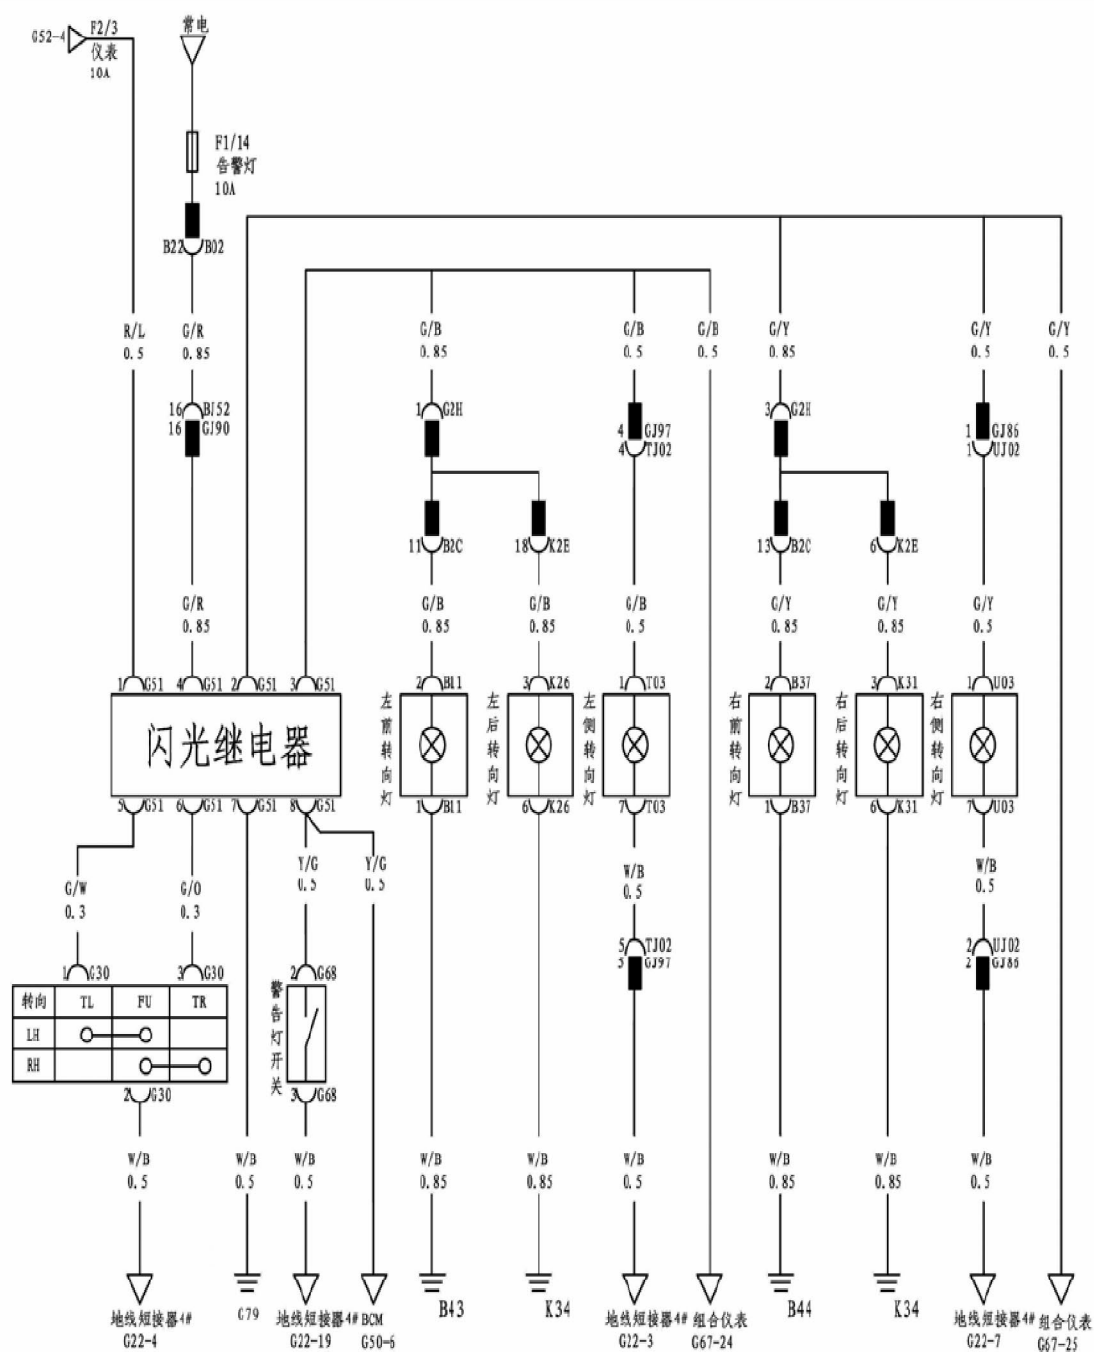 G52-4
F2/3
仪表
10A
常电
F1/14
告警灯
10A
B22 B02
R/L
0.5
G/R
0.85
G/B
0.85
G/B
0.5
G/B
0.5
G/Y
0.85
G/Y
0.5
G/Y
0.5
16 BJ52
16 GJ90
1 G2H
4 GJ97
4 TJ02
3 G2H
1 GJ86
1 UJ02
11 B2C
18 K2E
13 B2C
6 K2E
G/R
0.85
G/B
0.85
G/B
0.85
G/B
0.5
G/Y
0.85
G/Y
0.85
G/Y
0.5
1 G51
4 G51
2 G51
3 G51
2 B11
3 K26
1 T03
2 B37
3 K31
1 U03
闪光继电器
左前转向灯
左后转向灯
左侧转向灯
右前转向灯
右后转向灯
右侧转向灯
5 G51
6 G51
7 G51
8 G51
1 B11
6 K26
7 T03
1 B37
6 K31
7 U03
G/W
0.3
G/O
0.3
Y/G
0.5
Y/G
0.5
W/B
0.5
W/B
0.5
5 TJ02
5 GJ97
2 UJ02
2 GJ86
1 G30
3 G30
2 G68
转向 TL FU TR
LH
RH
警告灯开关
2 G30
3 G68
W/B
0.5
W/B
0.5
W/B
0.5
W/B
0.85
W/B
0.85
W/B
0.5
W/B
0.85
W/B
0.85
W/B
0.5
地线短接器4#
G22-4
G79
地线短接器4#
G22-19
BCM
G50-6
B43
K34
地线短接器4#
G22-3
组合仪表
G67-24
B44
K34
地线短接器4#
G22-7
组合仪表
G67-25